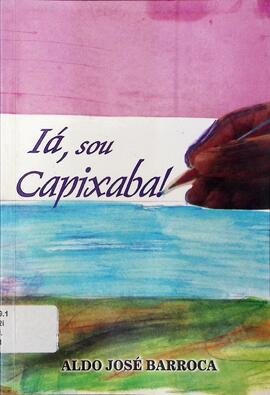 Iá, sou
Capixaba!
ALDO JOSÉ BARROCA